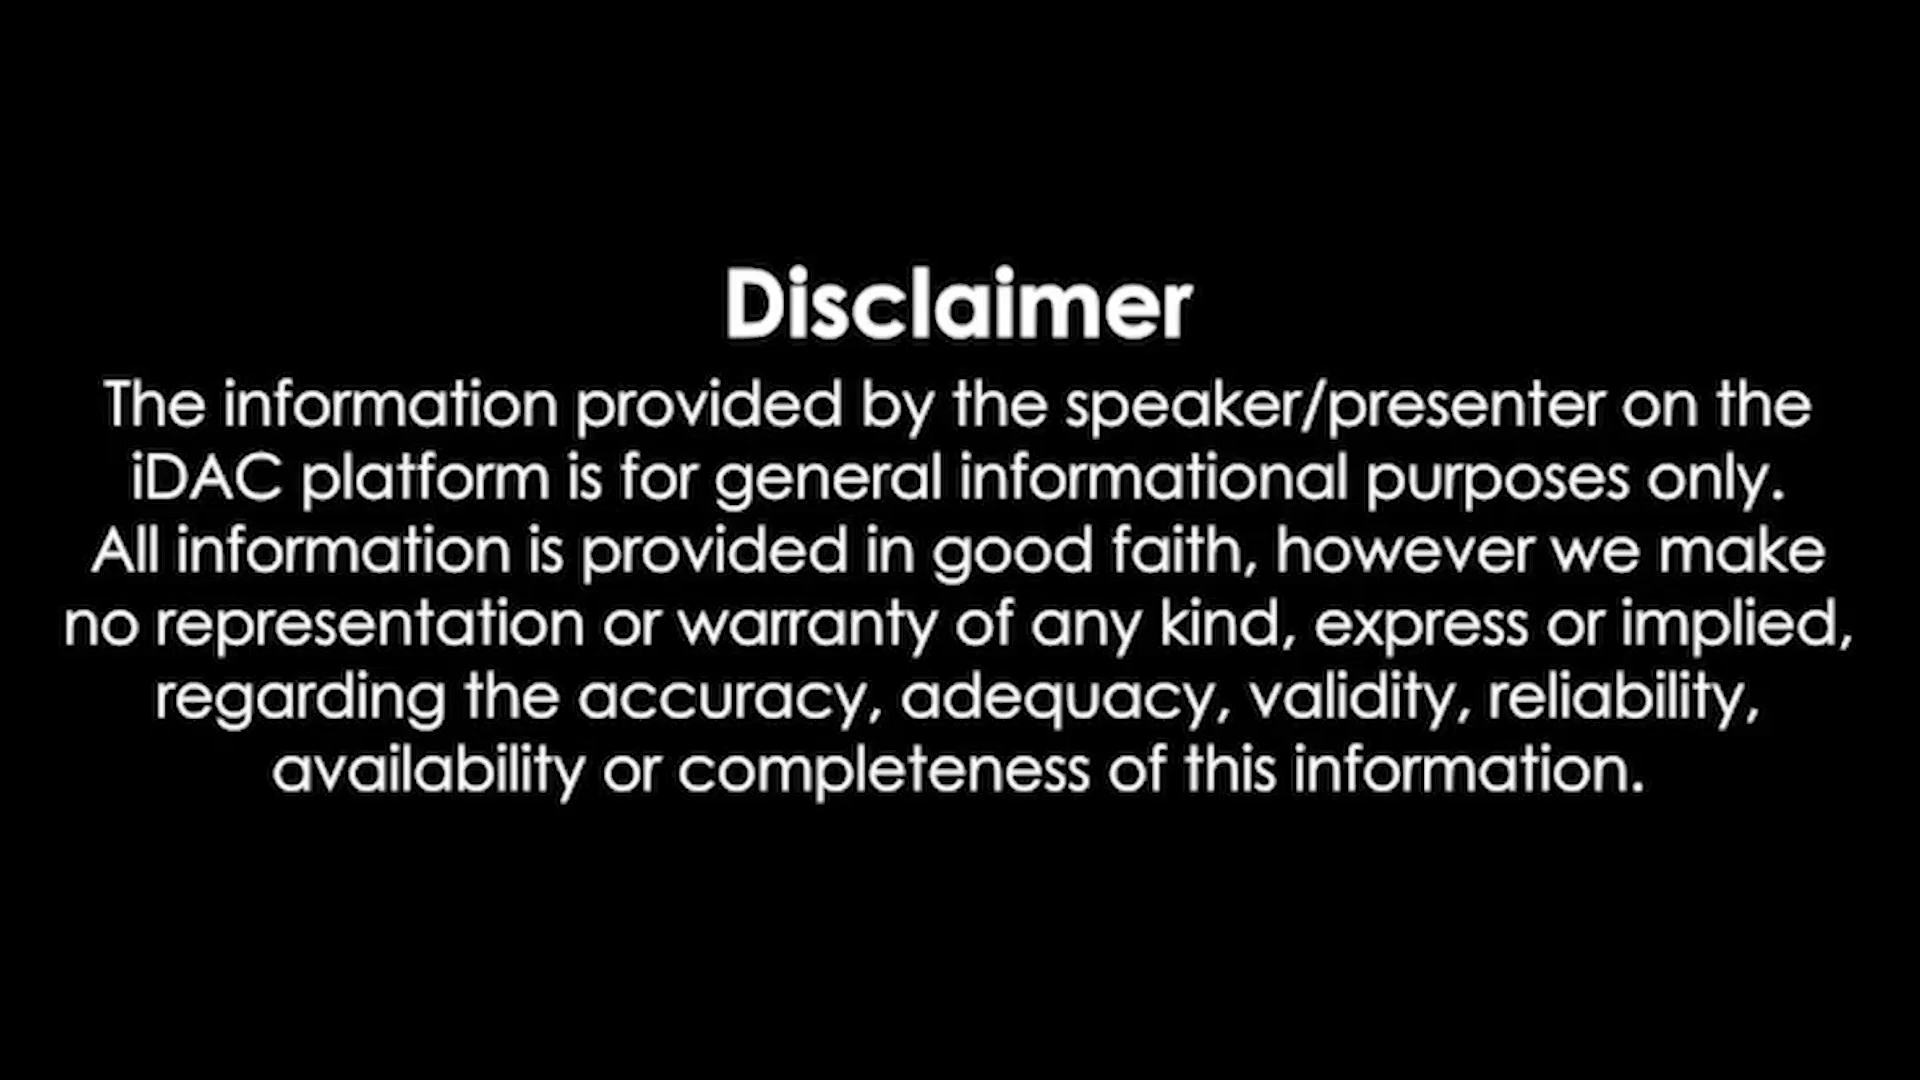 Disclaimer
The information provided by the speaker/presenter on the
iDAC platform is for general informational purposes only.
All information is provided in good faith, however we make
no representation or warranty of any kind, express or implied,
regarding the accuracy, adequacy, validity, reliability,
availability or completeness of this information.